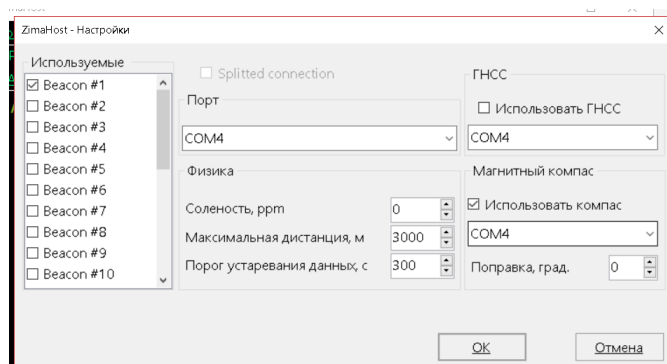 ZimaHost - Настройки
Используемые
Beacon #1
Beacon #2
Beacon #3
Beacon #4
Beacon #5
Beacon #6
Beacon #7
Beacon #8
Beacon #9
Beacon #10
Splitted connection
Порт
COM4
Физика
Соленость, ppm 0
Максимальная дистанция, м 3000
Порог устаревания данных, с 300
ГНСС
Использовать ГНСС
COM4
Магнитный компас
Использовать компас
COM4
Поправка, град. 0
OK
Отмена